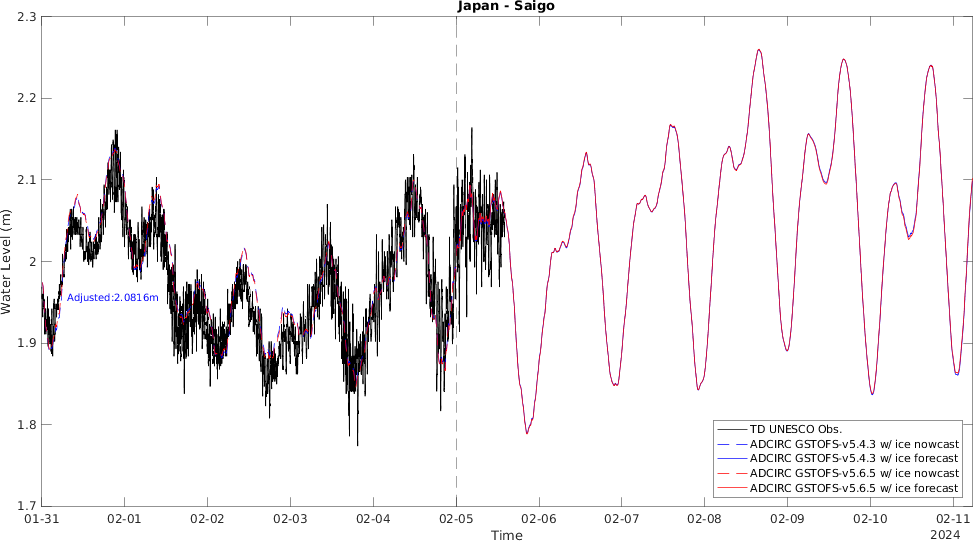 Japan - Saigo
2.3
2.2
2.1
2
1.9
1.8
1.7
Water Level (m)
Adjusted:2.0816m
TD UNESCO Obs.
ADCIRC GSTOFS-v5.4.3 w/ ice nowcast
ADCIRC GSTOFS-v5.4.3 w/ ice forecast
ADCIRC GSTOFS-v5.6.5 w/ ice nowcast
ADCIRC GSTOFS-v5.6.5 w/ ice forecast
01-31 02-01 02-02 02-03 02-04 02-05 02-06 02-07 02-08 02-09 02-10 02-11
Time
2024